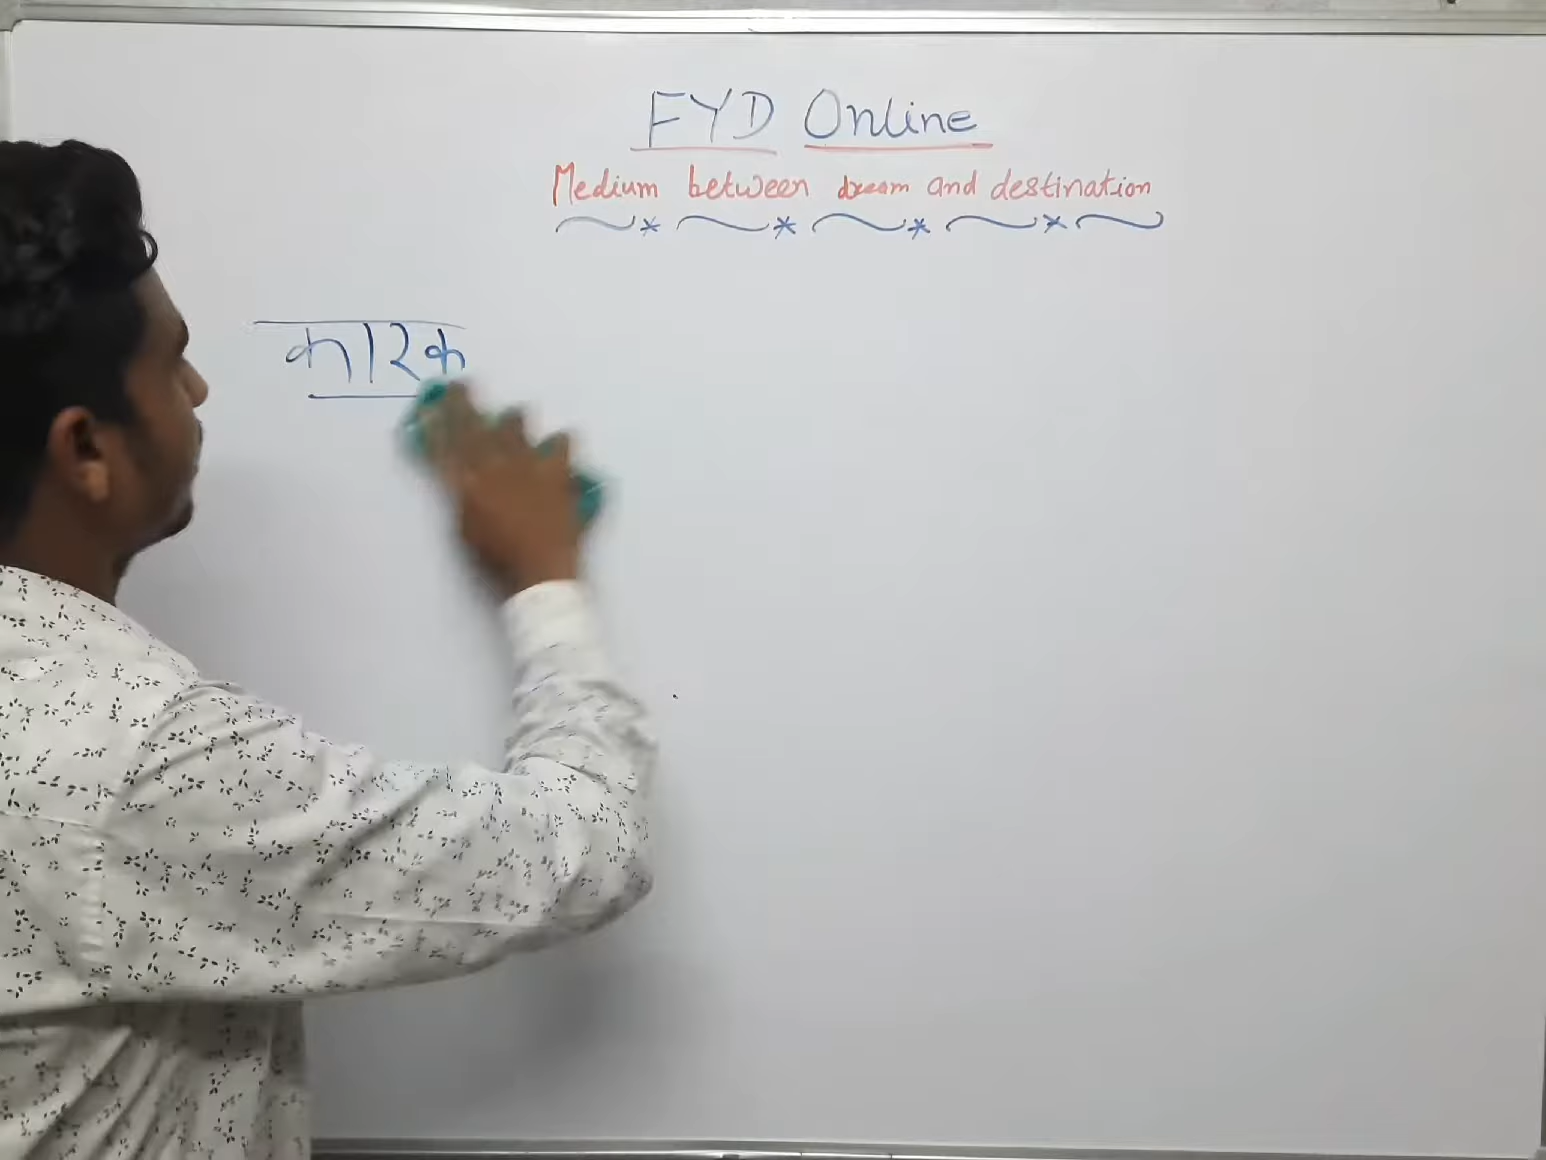 FYD Online
Medium between dream and destination
कारक